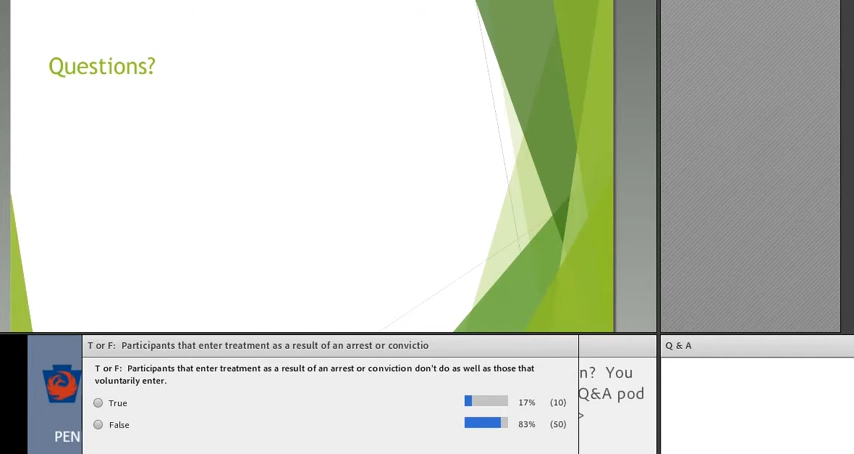 Questions?
T or F:  Participants that enter treatment as a result of an arrest or convictio
Q & A
T or F:  Participants that enter treatment as a result of an arrest or conviction don't do as well as those that
voluntarily enter.
True 17% (10)
False 83% (50)
n?  You
Q&A pod
>
PEN